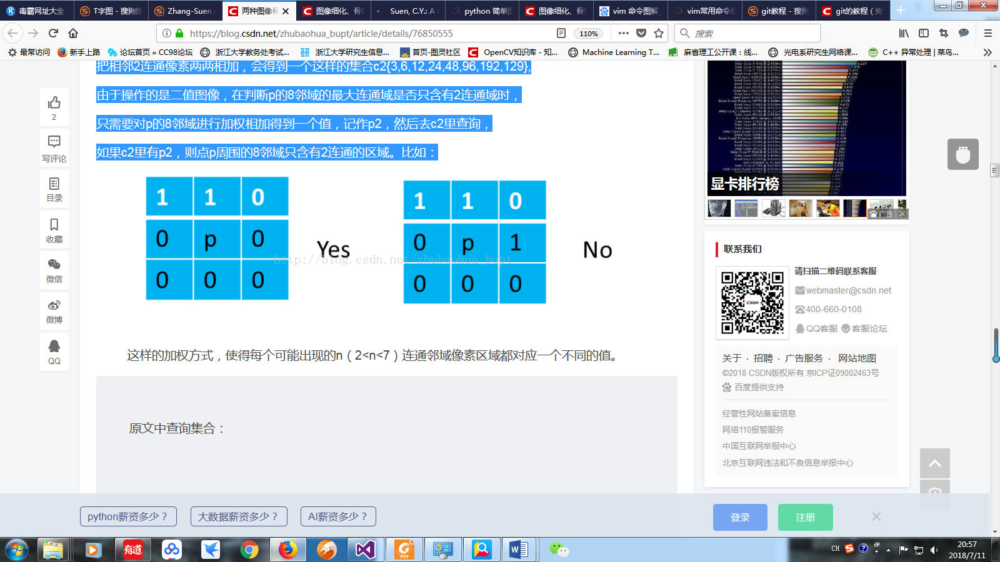 毒霸网址大全
T字图 - 搜狗搜
Zhang-Suen
两种图像骨
图像细化、骨
Suen, C.Y.: A
python 简单图
图像细化、骨
vim 命令图解_
vim常用命令总
git教程 - 搜狗
git的教程（完
https://blog.csdn.net/zhubaohua_bupt/article/details/76850555
110%
搜索
最常访问
新手上路
论坛首页 » CC98论坛
浙江大学教务处考试...
浙江大学研究生信息...
首页-图灵社区
OpenCV知识库 - 知...
Machine Learning T...
麻省理工公开课：线...
光电系研究生网络课...
C++ 异常处理 | 菜鸟...
把相邻2连通像素两两相加，会得到一个这样的集合c2{3,6,12,24,48,96,192,129},
由于操作的是二值图像，在判断p的8邻域的最大连通域是否只含有2连通域时，
只需要对p的8邻域进行加权相加得到一个值，记作p2，然后去c2里查询，
如果c2里有p2，则点p周围的8邻域只含有2连通的区域。比如：
2
写评论
目录
收藏
微信
微博
QQ
1 1 0
0 p 0
0 0 0
Yes
1 1 0
0 p 1
0 0 0
No
http://blog.csdn.net/zhubaohua_bupt
这样的加权方式，使得每个可能出现的n（2<n<7）连通邻域像素区域都对应一个不同的值。
原文中查询集合：
显卡排行榜
广告
联系我们
请扫描二维码联系客服
CSDN
webmaster@csdn.net
400-660-0108
QQ客服
客服论坛
关于 · 招聘 · 广告服务 · 网站地图
©2018 CSDN版权所有 京ICP证09002463号
百度提供支持
经营性网站备案信息
网络110报警服务
中国互联网举报中心
北京互联网违法和不良信息举报中心
python薪资多少？
大数据薪资多少？
AI薪资多少？
登录
注册
有道
PDF
CH
20:57
2018/7/11